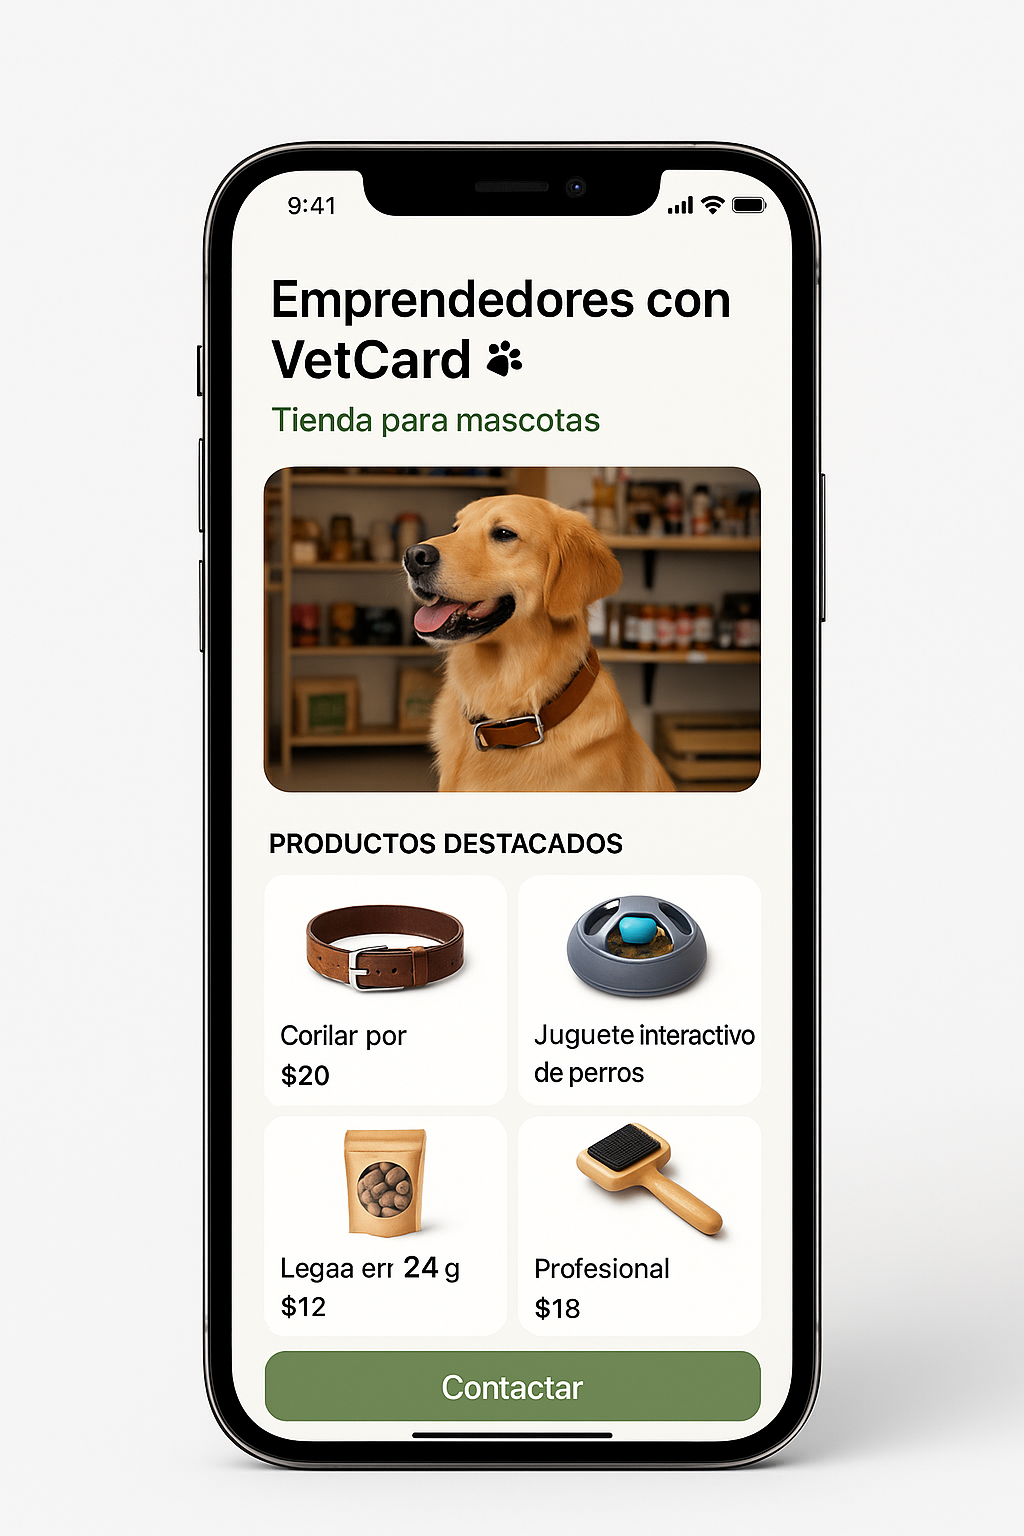 9:41
Emprendedores con
VetCard
Tienda para mascotas
PRODUCTOS DESTACADOS
Corilar por
$20
Juguete interactivo
de perros
Legaa err 24 g
$12
Profesional
$18
Contactar